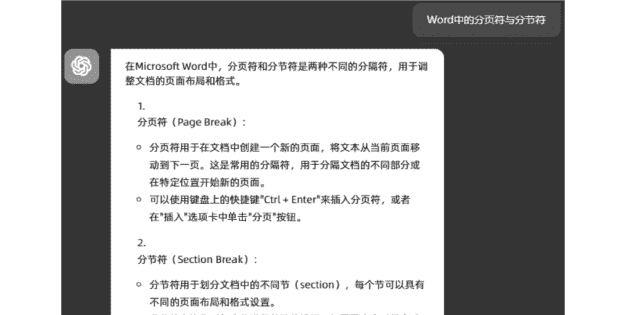 Word中的分页符与分节符
在Microsoft Word中，分页符和分节符是两种不同的分隔符，用于调
整文档的页面布局和格式。
1.
分页符（Page Break）：
分页符用于在文档中创建一个新的页面，将文本从当前页面移
动到下一页。这是常用的分隔符，用于分隔文档的不同部分或
在特定位置开始新的页面。
可以使用键盘上的快捷键"Ctrl + Enter"来插入分页符，或者
在"插入"选项卡中单击"分页"按钮。
2.
分节符（Section Break）：
分节符用于划分文档中的不同节（section），每个节可以具有
不同的页面布局和格式设置。